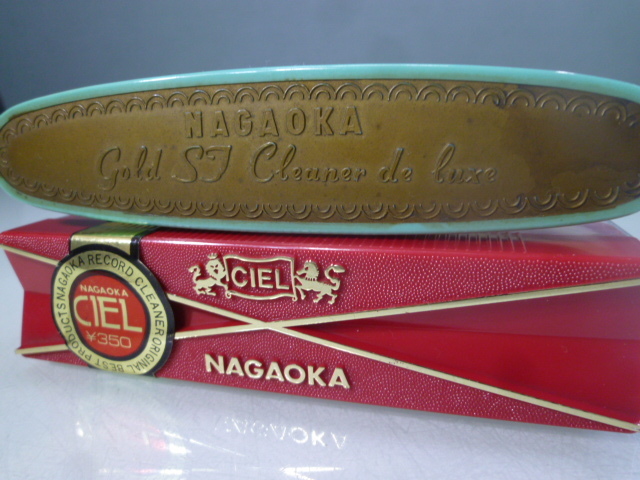 NAGAOKA
Gold ST Cleaner de luxe
CIEL
NAGAOKA
NAGAOKA RECORD CLEANER ORIGINAL BEST PRODUCTS
NAGAOKA
CIEL
¥350